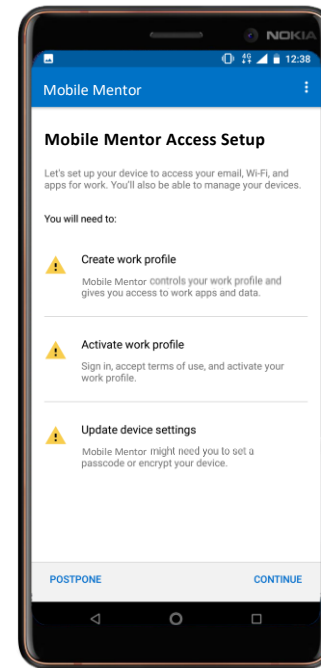 NOKIA
4G 12:38
Mobile Mentor
Mobile Mentor Access Setup
Let's set up your device to access your email, Wi-Fi, and
apps for work. You'll also be able to manage your devices.
You will need to:
Create work profile
Mobile Mentor controls your work profile and
gives you access to work apps and data.
Activate work profile
Sign in, accept terms of use, and activate your
work profile.
Update device settings
Mobile Mentor might need you to set a
passcode or encrypt your device.
POSTPONE CONTINUE